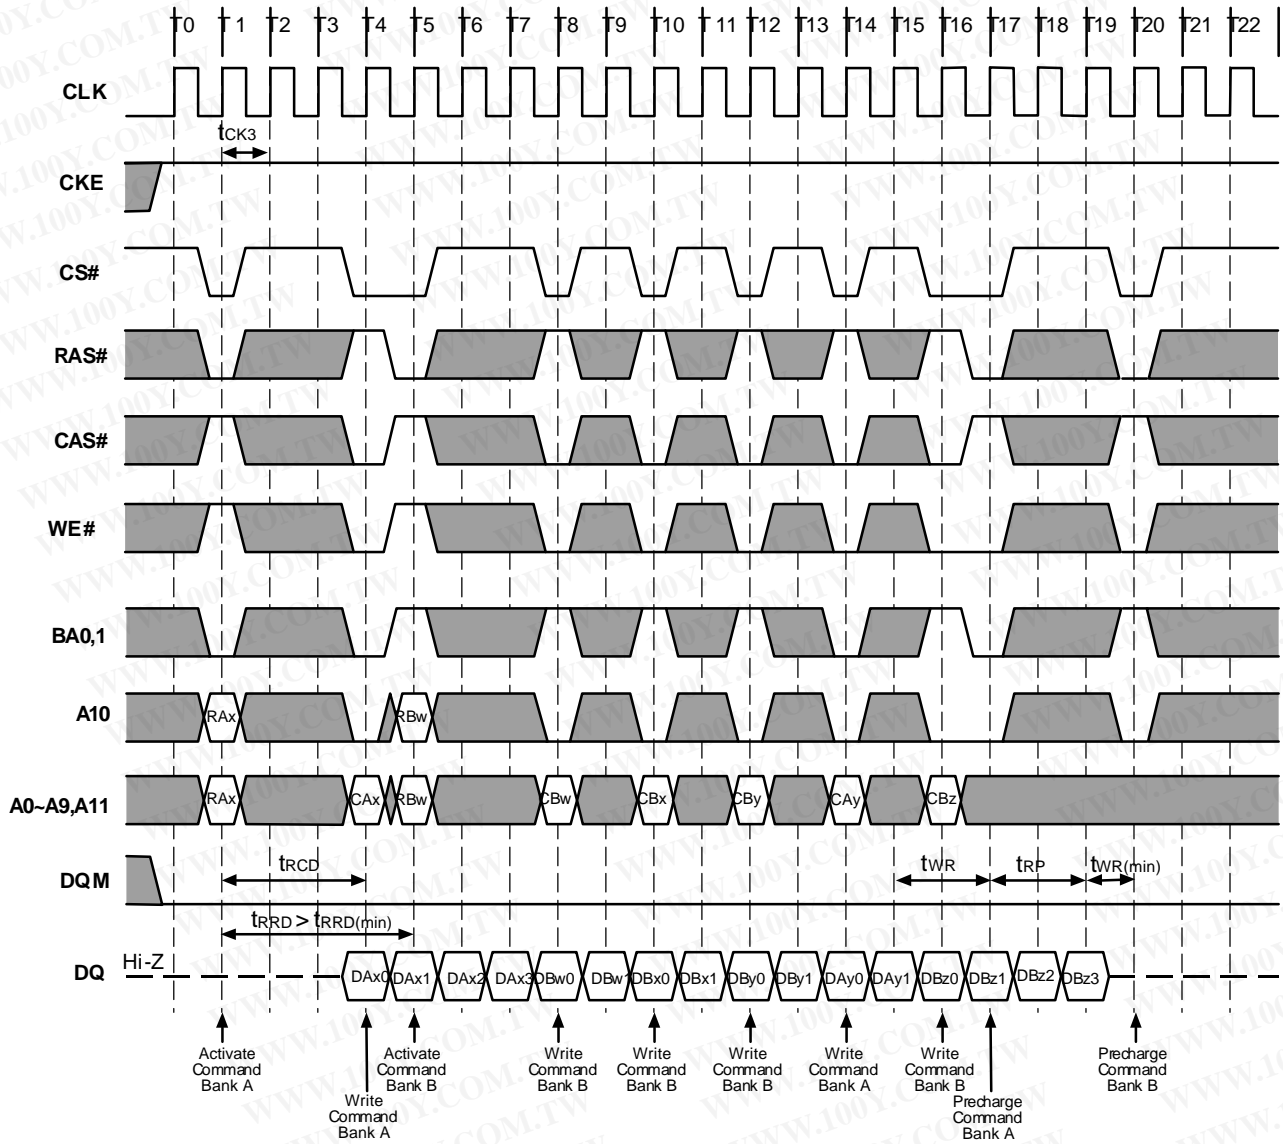 T0 T1 T2 T3 T4 T5 T6 T7 T8 T9 T10 T11 T12 T13 T14 T15 T16 T17 T18 T19 T20 T21 T22
CLK
tCK3
CKE
CS#
RAS#
CAS#
WE#
BA0,1
A10
RAx RBw
A0~A9,A11
RAx CAx RBw CBw CBx CBy CAy CBz
DQM
tRCD tWR tRP tWR(min)
tRRD > tRRD(min)
DQ
Hi-Z
DAx0 DAx1 DAx2 DAx3 DBw0 DBw1 DBx0 DBx1 DBy0 DBy1 DAy0 DAy1 DBz0 DBz1 DBz2 DBz3
Activate
Command
Bank A
Write
Command
Bank A
Activate
Command
Bank B
Write
Command
Bank B
Write
Command
Bank B
Write
Command
Bank B
Write
Command
Bank A
Write
Command
Bank B
Precharge
Command
Bank A
Precharge
Command
Bank B
WWW.100Y.COM.TW